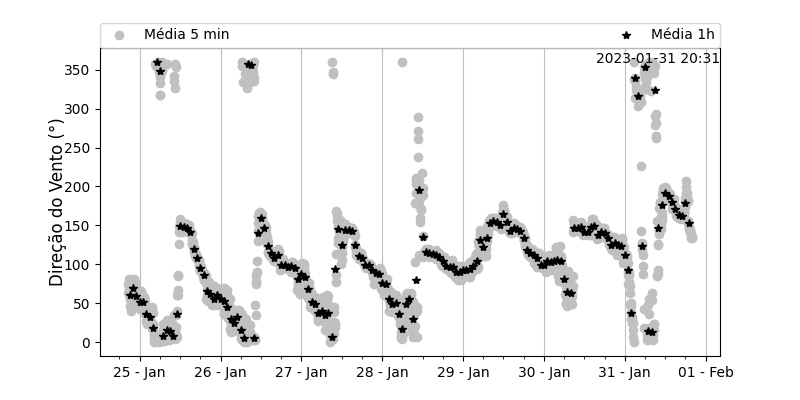 Média 5 min
Média 1h
2023-01-31 20:31
Direção do Vento (°)
350
300
250
200
150
100
50
0
25 - Jan
26 - Jan
27 - Jan
28 - Jan
29 - Jan
30 - Jan
31 - Jan
01 - Feb